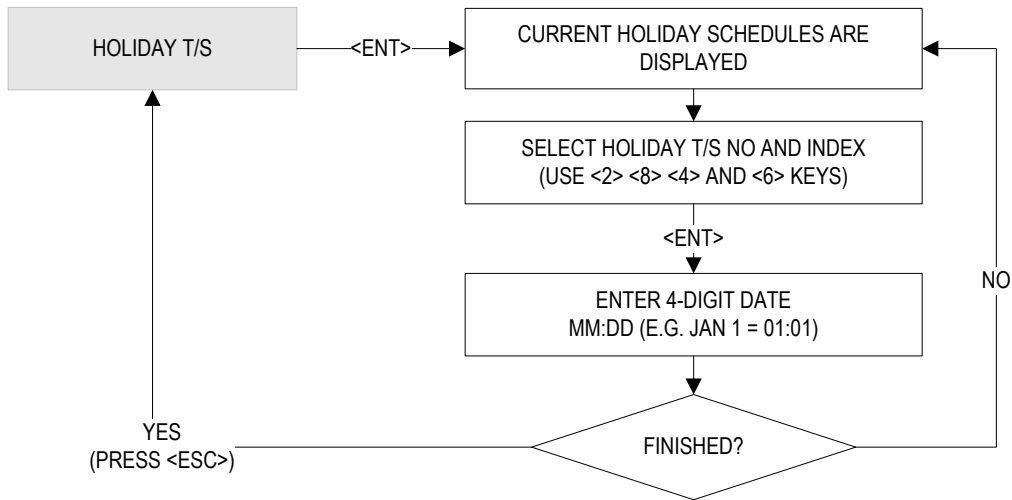 HOLIDAY T/S
<ENT>
CURRENT HOLIDAY SCHEDULES ARE
DISPLAYED
SELECT HOLIDAY T/S NO AND INDEX
(USE <2> <8> <4> AND <6> KEYS)
<ENT>
ENTER 4-DIGIT DATE
MM:DD (E.G. JAN 1 = 01:01)
NO
FINISHED?
YES
(PRESS <ESC>)